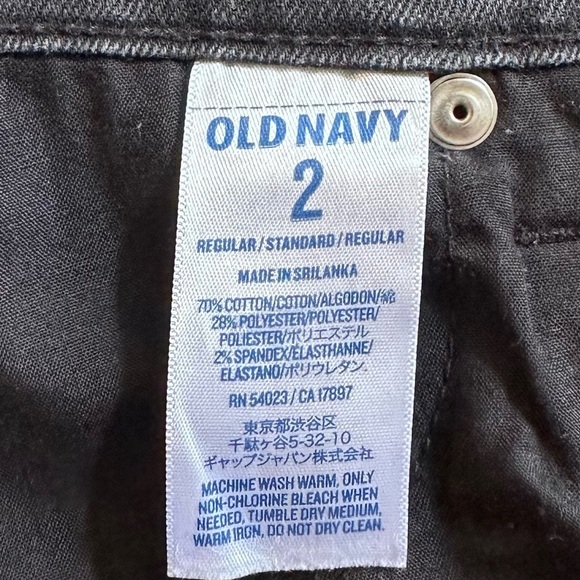 OLD NAVY
2
REGULAR/STANDARD/REGULAR
MADE IN SRILANKA
70% COTTON/COTON/ALGODON/綿
28% POLYESTER/POLYESTER/
POLIESTER/ポリエステル
2% SPANDEX/ELASTHANNE/
ELASTANO/ポリウレタン
RN 54023 / CA 17897
東京都渋谷区
千駄ヶ谷5-32-10
ギャップジャパン株式会社
MACHINE WASH WARM, ONLY
NON-CHLORINE BLEACH WHEN
NEEDED, TUMBLE DRY MEDIUM,
WARM IRON, DO NOT DRY CLEAN.